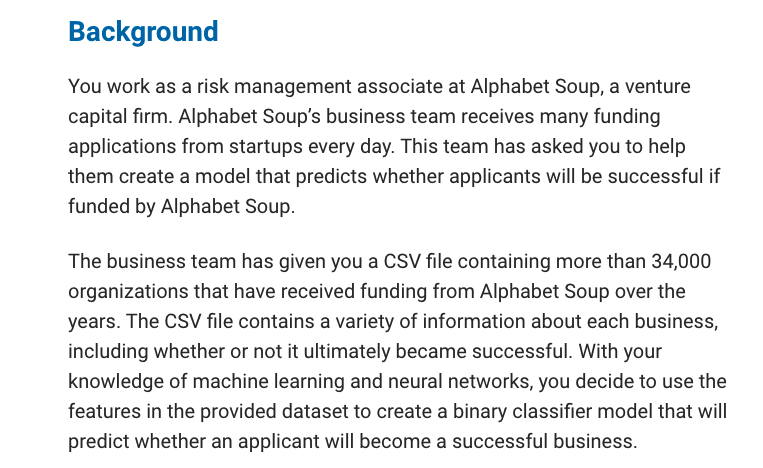 Background
You work as a risk management associate at Alphabet Soup, a venture
capital firm. Alphabet Soup’s business team receives many funding
applications from startups every day. This team has asked you to help
them create a model that predicts whether applicants will be successful if
funded by Alphabet Soup.
The business team has given you a CSV file containing more than 34,000
organizations that have received funding from Alphabet Soup over the
years. The CSV file contains a variety of information about each business,
including whether or not it ultimately became successful. With your
knowledge of machine learning and neural networks, you decide to use the
features in the provided dataset to create a binary classifier model that will
predict whether an applicant will become a successful business.